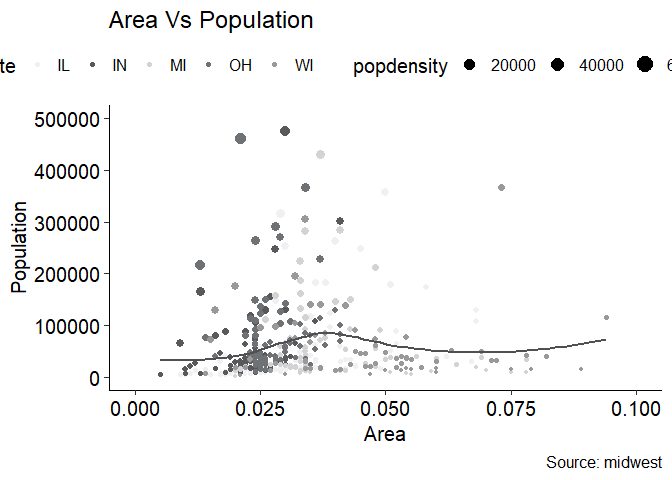 Area Vs Population
te IL IN MI OH WI popdensity 20000 40000 6
500000
400000
300000
200000
100000
0
Population
0.000 0.025 0.050 0.075 0.100
Area
Source: midwest